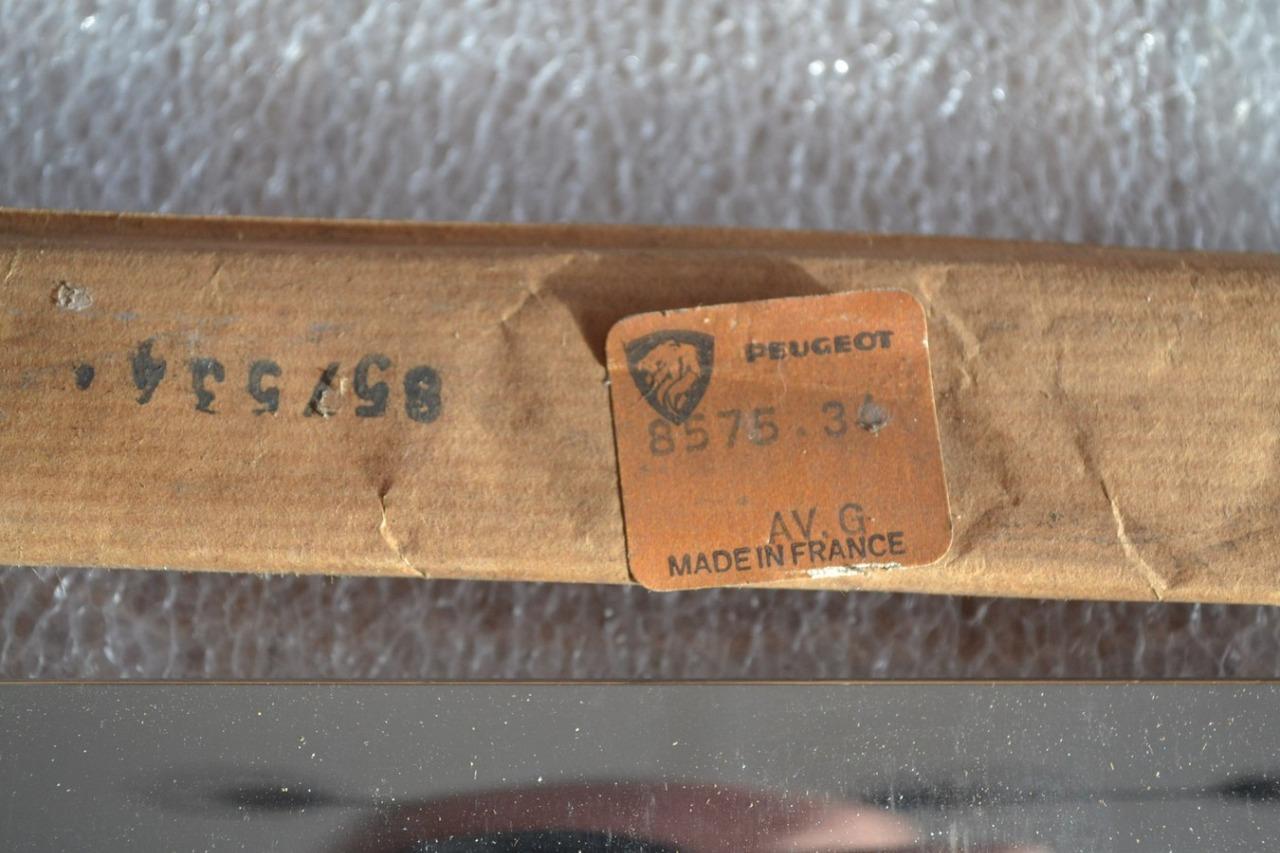 857534.
PEUGEOT
8575.34
AV.G
MADE IN FRANCE